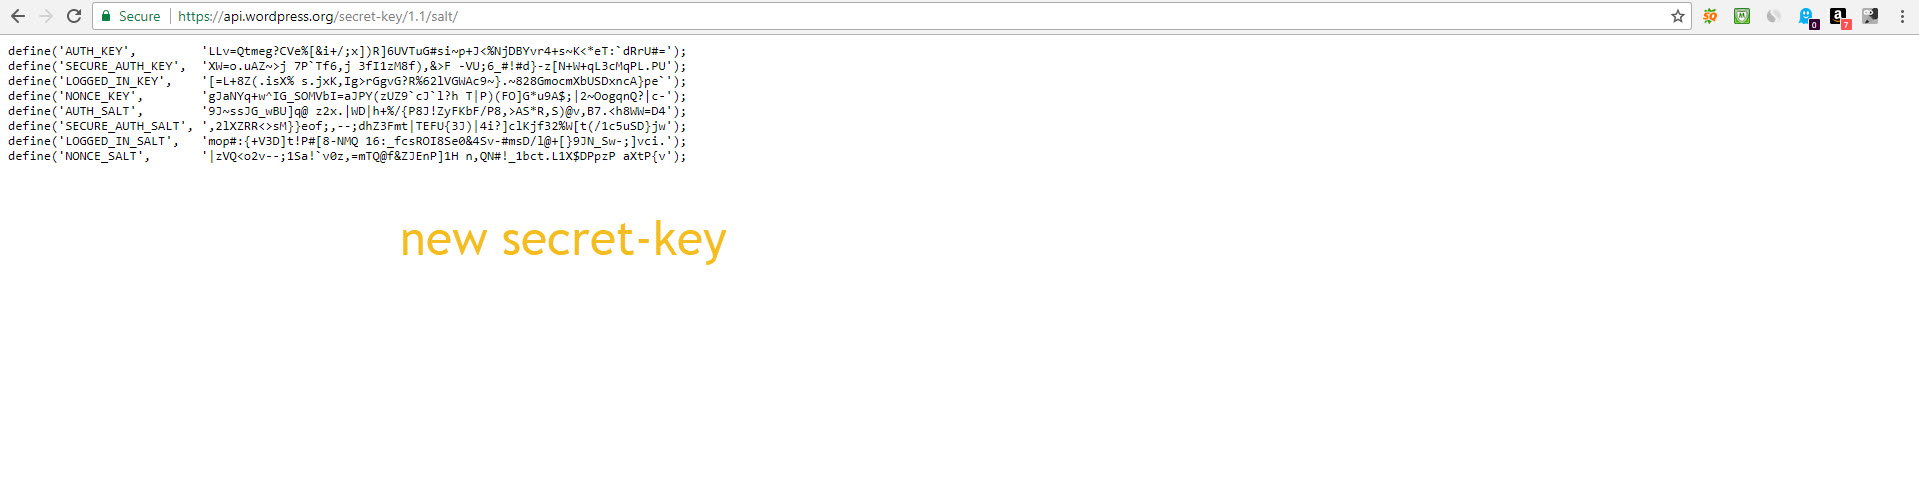 Secure https://api.wordpress.org/secret-key/1.1/salt/
0 7
define('AUTH_KEY',         'LLv=Qtmeg?CVe%[&i+/;x])R]6UVTuG#si~p+J<%NjDBYvr4+s~K<*eT:`dRrU#=');
define('SECURE_AUTH_KEY',  'XW=o.uAZ~>j 7P`Tf6,j 3fI1zM8f),&>F -VU;6_#!#d}-z[N+W+qL3cMqPL.PU');
define('LOGGED_IN_KEY',    '[=L+8Z(.isX% s.jxK,Ig>rGgvG?R%62lVGWAc9~}.~828GmocmXbUSDxncA}pe`');
define('NONCE_KEY',        'gJaNYq+w^IG_SOMVbI=aJPY(zUZ9`cJ`l?h T|P)(FO]G*u9A$;|2~OogqnQ?|c-');
define('AUTH_SALT',        '9J~ssJG_wBU]q@ z2x.|WD|h+%/{P8J!ZyFKbF/P8,>AS*R,S)@v,B7.<h8WW=D4');
define('SECURE_AUTH_SALT', ',2lXZRR<>sM}}eof;,--;dhZ3Fmt|TEFU{3J)|4i?]clKjf32%W[t(/1c5uSD}jw');
define('LOGGED_IN_SALT',   'mop#:{+V3D]t!P#[8-NMQ 16:_fcsROI8Se0&4Sv-#msD/l@+[}9JN_Sw-;]vci.');
define('NONCE_SALT',       '|zVQ<o2v--;1Sa!`v0z,=mTQ@f&ZJEnP]1H n,QN#!_1bct.L1X$DPpzP aXtP{v');
new secret-key